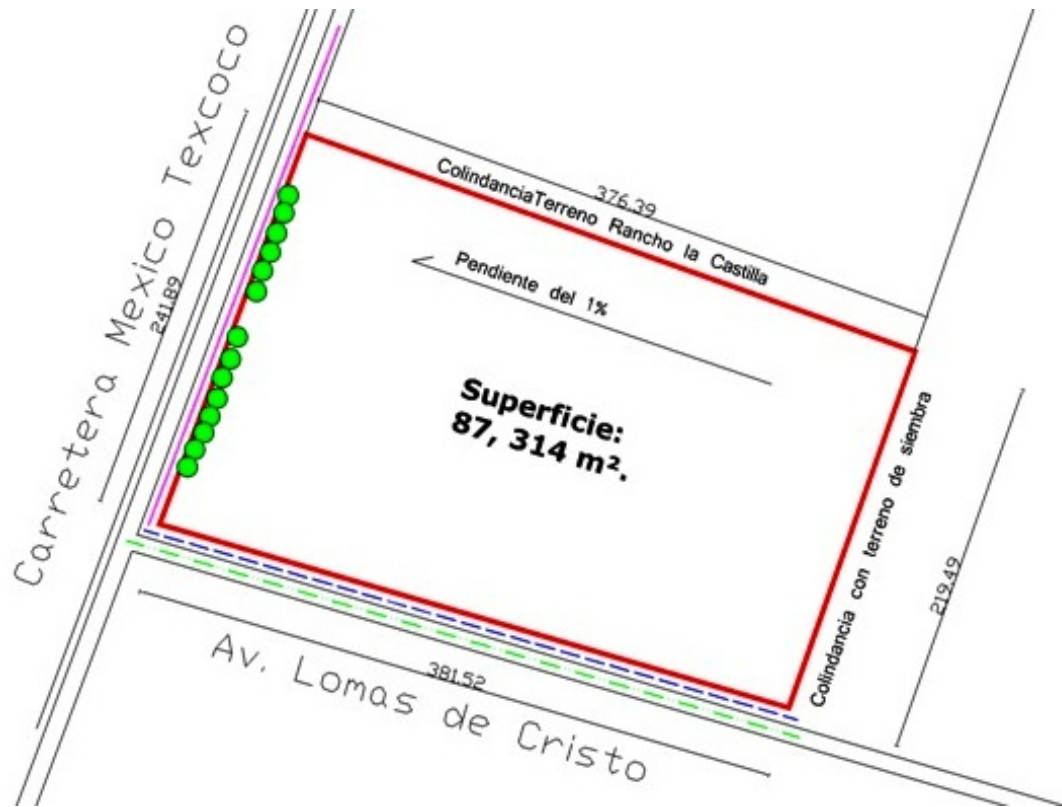 Carretera Mexico Texcoco
241.89
376.39
ColindanciaTerreno Rancho la Castilla
Pendiente del 1%
Superficie:
87, 314 m².
Colindancia con terreno de siembra
219.49
381.52
Av. Lomas de Cristo